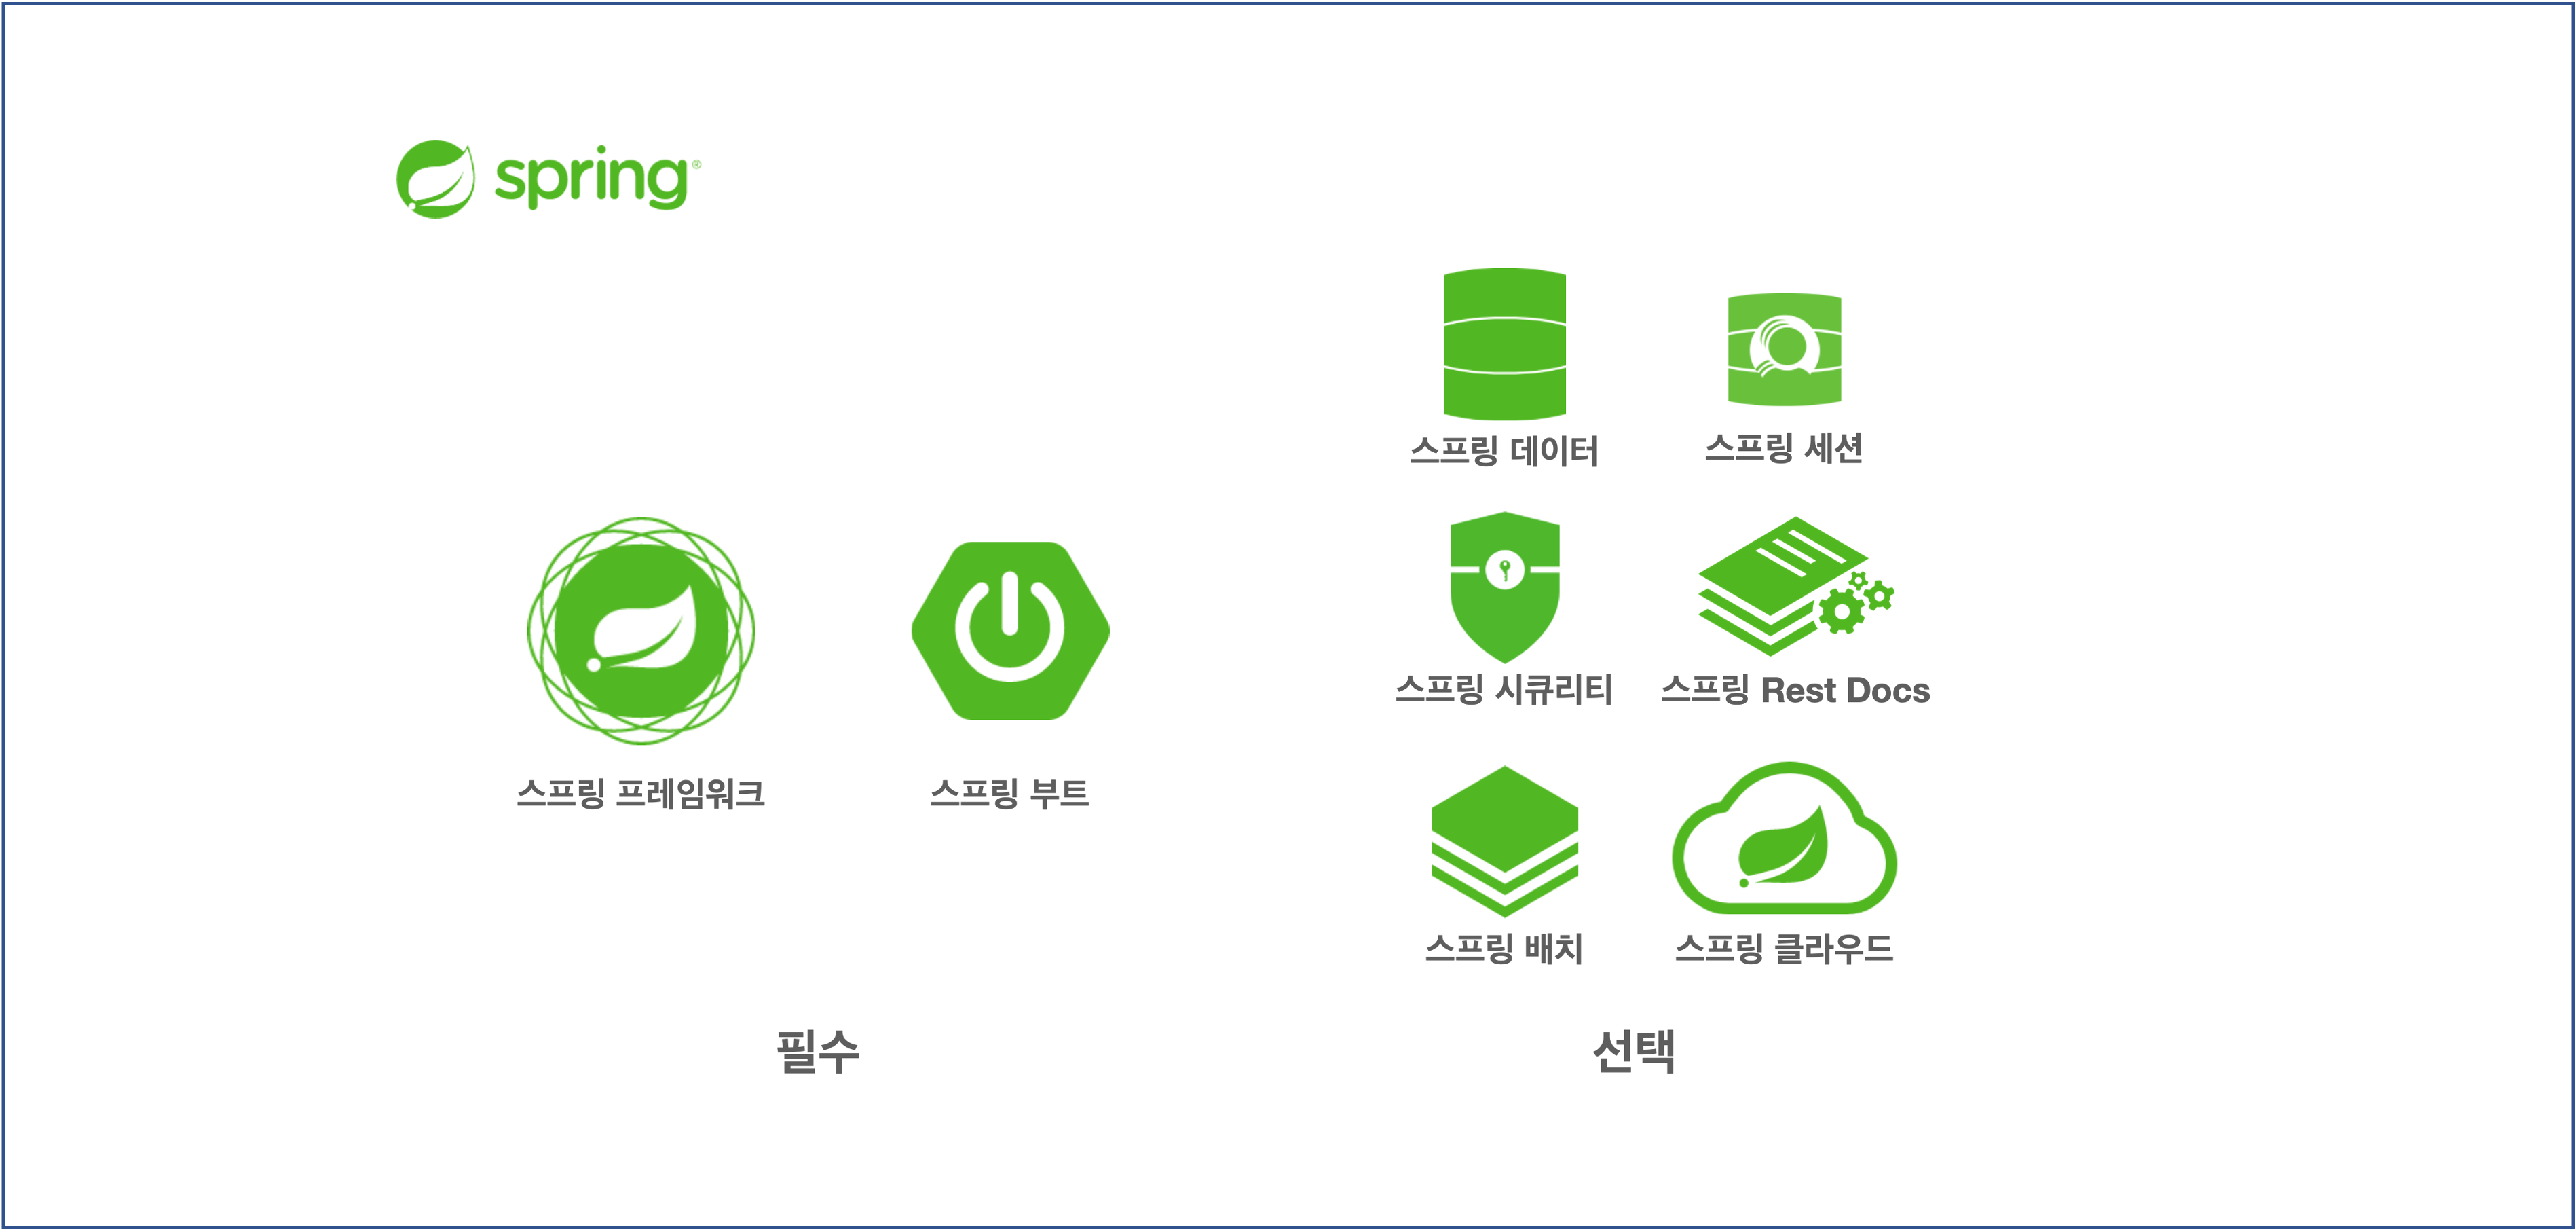 spring®
스프링 데이터
스프링 세션
스프링 시큐리티
스프링 Rest Docs
스프링 프레임워크
스프링 부트
스프링 배치
스프링 클라우드
필수
선택